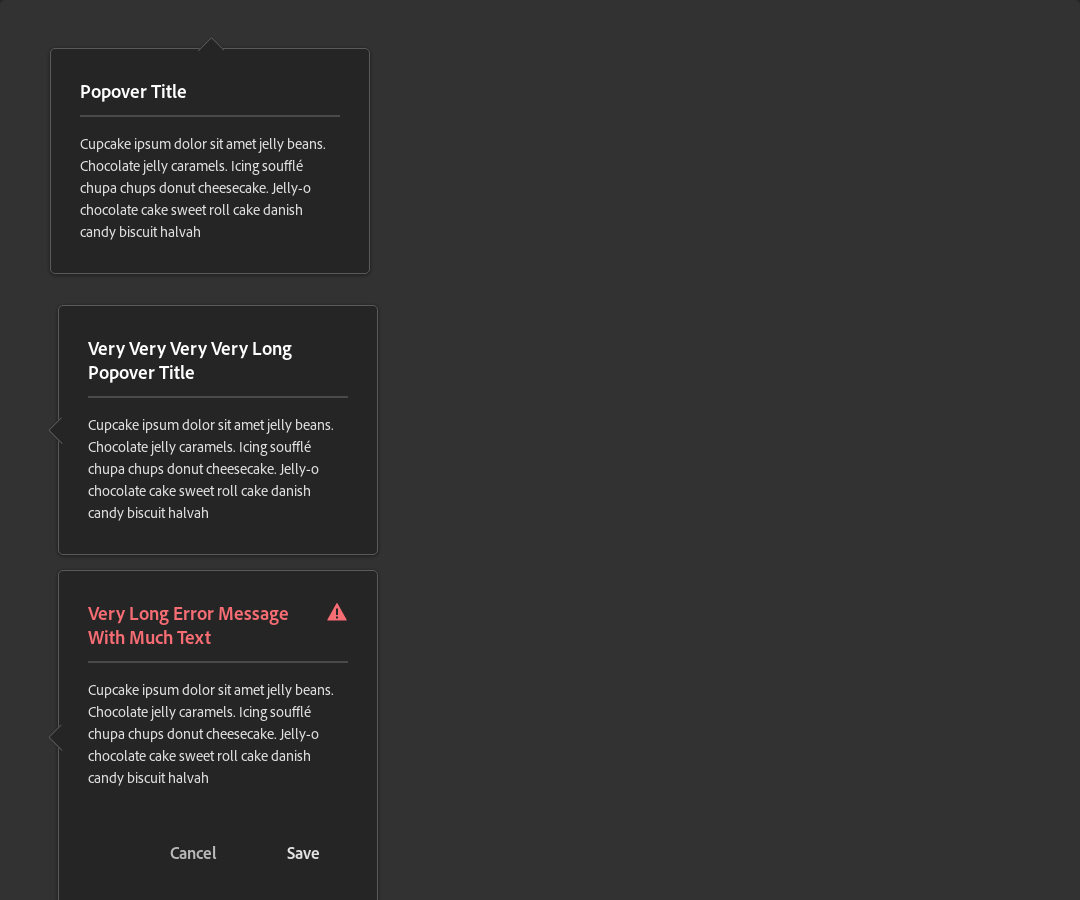 Popover Title
Cupcake ipsum dolor sit amet jelly beans.
Chocolate jelly caramels. Icing soufflé
chupa chups donut cheesecake. Jelly-o
chocolate cake sweet roll cake danish
candy biscuit halvah
Very Very Very Very Long
Popover Title
Cupcake ipsum dolor sit amet jelly beans.
Chocolate jelly caramels. Icing soufflé
chupa chups donut cheesecake. Jelly-o
chocolate cake sweet roll cake danish
candy biscuit halvah
Very Long Error Message
With Much Text
Cupcake ipsum dolor sit amet jelly beans.
Chocolate jelly caramels. Icing soufflé
chupa chups donut cheesecake. Jelly-o
chocolate cake sweet roll cake danish
candy biscuit halvah
Cancel Save